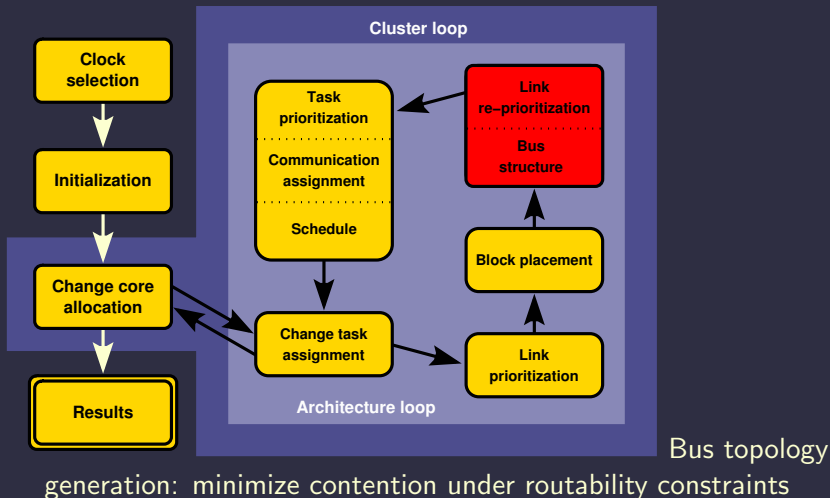 Cluster loop
Clock
selection
Initialization
Change core
allocation
Results
Task
prioritization
Communication
assignment
Schedule
Change task
assignment
Link
re-prioritization
Bus
structure
Block placement
Link
prioritization
Architecture loop
Bus topology
generation: minimize contention under routability constraints